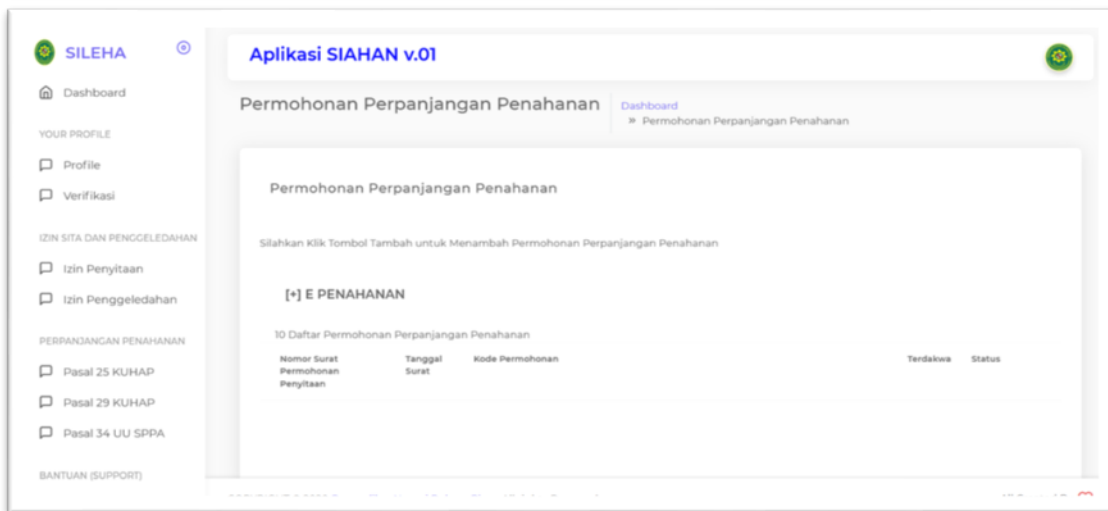 SILEHA
Dashboard
YOUR PROFILE
Profile
Verifikasi
IZIN SITA DAN PENGGELEDAHAN
Izin Penyitaan
Izin Penggeledahan
PERPANJANGAN PENAHANAN
Pasal 25 KUHAP
Pasal 29 KUHAP
Pasal 34 UU SPPA
BANTUAN (SUPPORT)
Aplikasi SIAHAN v.01
Permohonan Perpanjangan Penahanan
Dashboard
» Permohonan Perpanjangan Penahanan
Permohonan Perpanjangan Penahanan
Silahkan Klik Tombol Tambah untuk Menambah Permohonan Perpanjangan Penahanan
[+] E PENAHANAN
10 Daftar Permohonan Perpanjangan Penahanan
Nomor Surat Tanggal Kode Permohonan Terdakwa Status
Permohonan Surat
Penyitaan